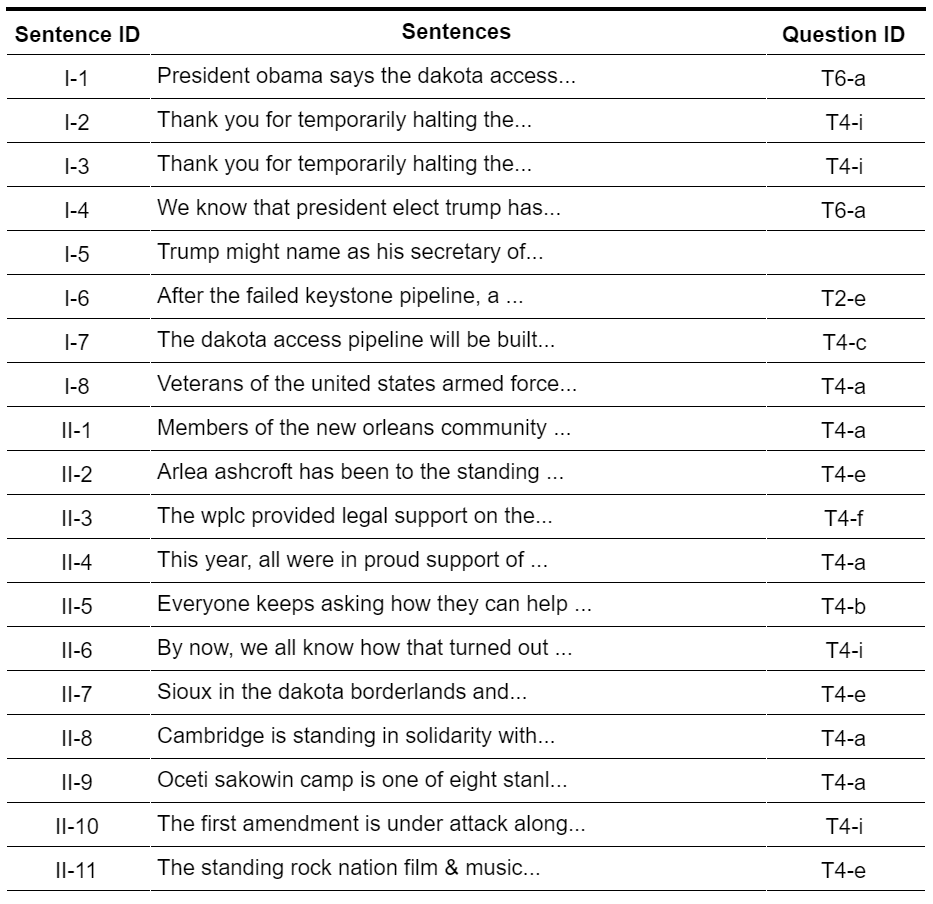 Sentence ID Sentences Question ID
I-1 President obama says the dakota access... T6-a
I-2 Thank you for temporarily halting the... T4-i
I-3 Thank you for temporarily halting the... T4-i
I-4 We know that president elect trump has... T6-a
I-5 Trump might name as his secretary of...
I-6 After the failed keystone pipeline, a ... T2-e
I-7 The dakota access pipeline will be built... T4-c
I-8 Veterans of the united states armed force... T4-a
II-1 Members of the new orleans community ... T4-a
II-2 Arlea ashcroft has been to the standing ... T4-e
II-3 The wplc provided legal support on the... T4-f
II-4 This year, all were in proud support of ... T4-a
II-5 Everyone keeps asking how they can help ... T4-b
II-6 By now, we all know how that turned out ... T4-i
II-7 Sioux in the dakota borderlands and... T4-e
II-8 Cambridge is standing in solidarity with... T4-a
II-9 Oceti sakowin camp is one of eight stanl... T4-a
II-10 The first amendment is under attack along... T4-i
II-11 The standing rock nation film & music... T4-e